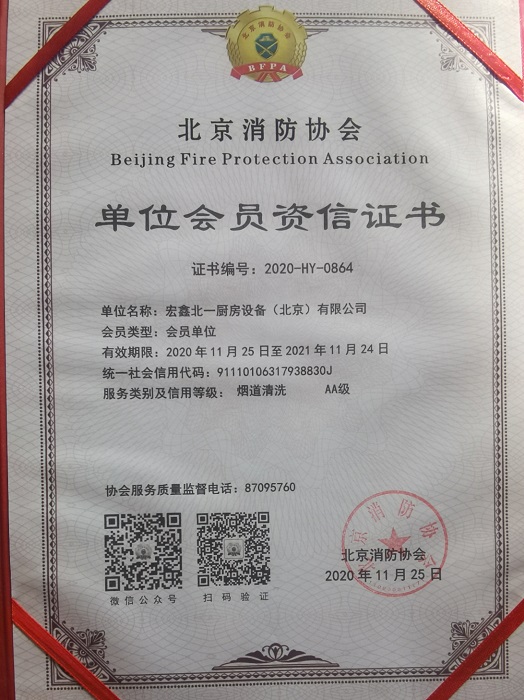 北京消防协会
BFPA
北京消防协会
Beijing Fire Protection Association
单位会员资信证书
证书编号：2020-HY-0864
单位名称：宏鑫北一厨房设备（北京）有限公司
会员类型：会员单位
有效期限：2020 年 11 月 25 日至 2021 年 11 月 24 日
统一社会信用代码：91110106317938830J
服务类别及信用等级： 烟道清洗 AA级
协会服务质量监督电话：87095760
微信公众号
扫码验证
北京消防协会
2020 年 11 月 25 日